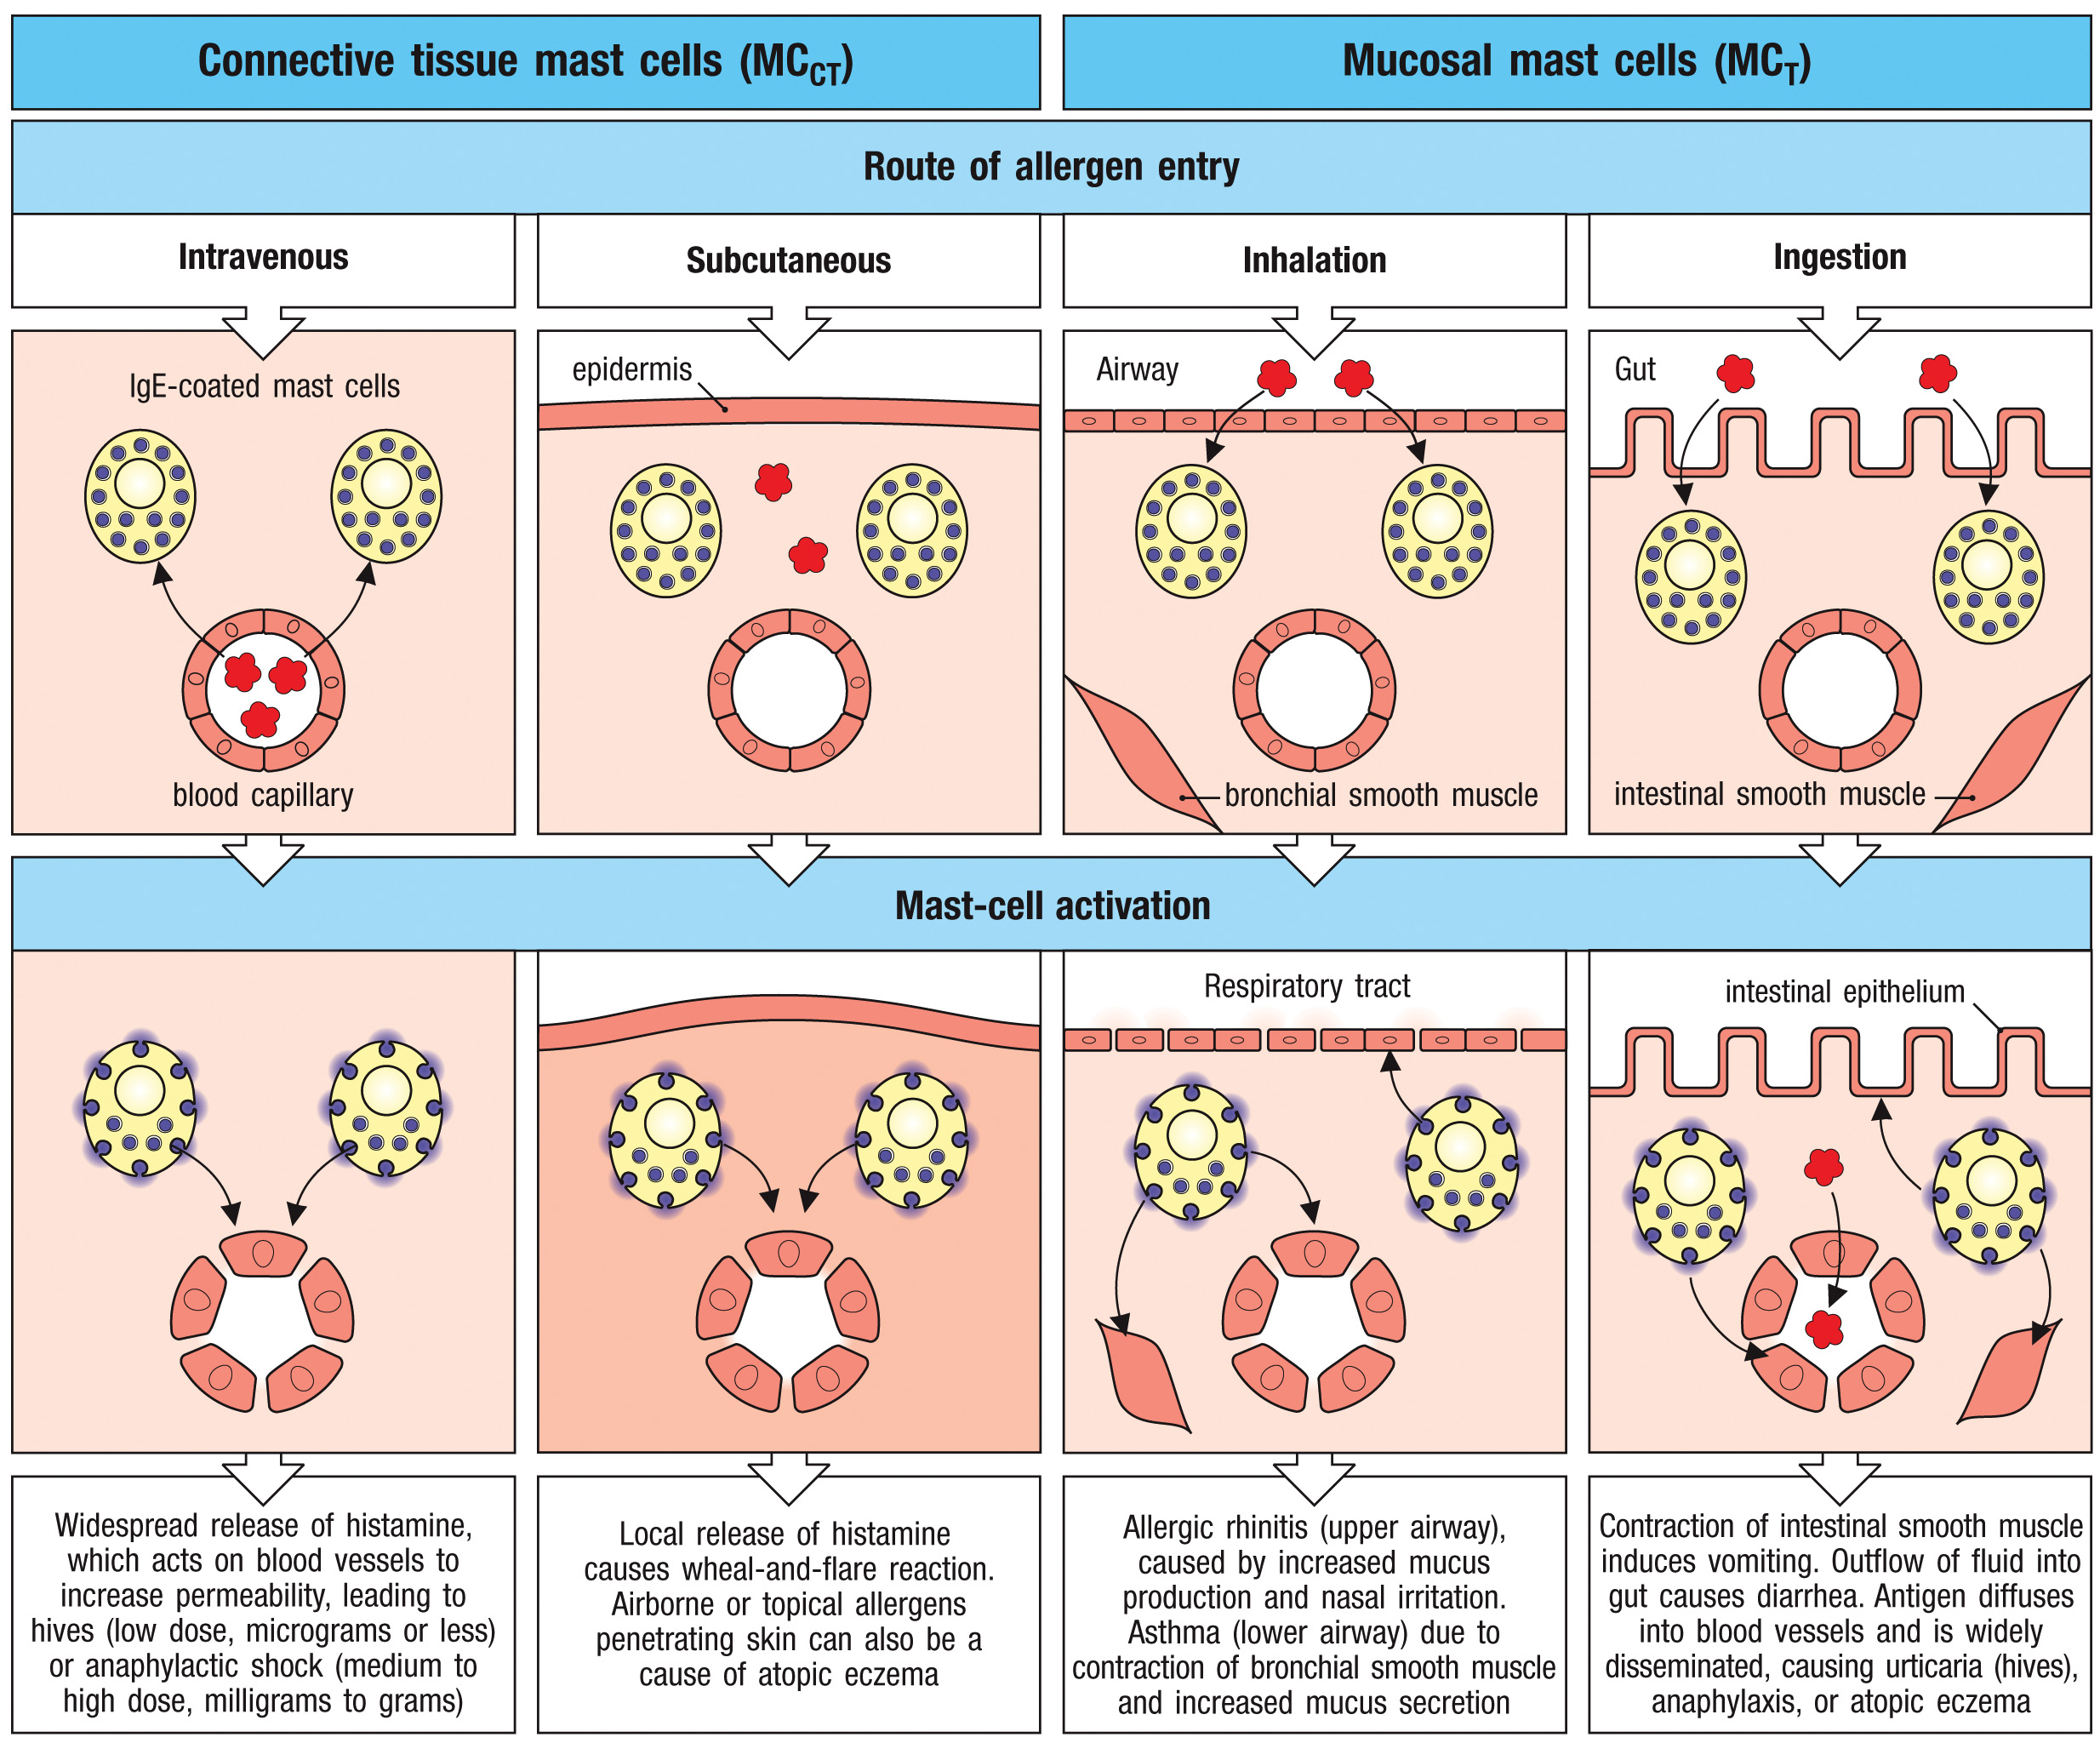 Connective tissue mast cells (MCCT)
Mucosal mast cells (MCT)
Route of allergen entry
Intravenous
Subcutaneous
Inhalation
Ingestion
IgE-coated mast cells
blood capillary
epidermis
Airway
bronchial smooth muscle
Gut
intestinal smooth muscle
Mast-cell activation
Respiratory tract
intestinal epithelium
Widespread release of histamine,
which acts on blood vessels to
increase permeability, leading to
hives (low dose, micrograms or less)
or anaphylactic shock (medium to
high dose, milligrams to grams)
Local release of histamine
causes wheal-and-flare reaction.
Airborne or topical allergens
penetrating skin can also be a
cause of atopic eczema
Allergic rhinitis (upper airway),
caused by increased mucus
production and nasal irritation.
Asthma (lower airway) due to
contraction of bronchial smooth muscle
and increased mucus secretion
Contraction of intestinal smooth muscle
induces vomiting. Outflow of fluid into
gut causes diarrhea. Antigen diffuses
into blood vessels and is widely
disseminated, causing urticaria (hives),
anaphylaxis, or atopic eczema